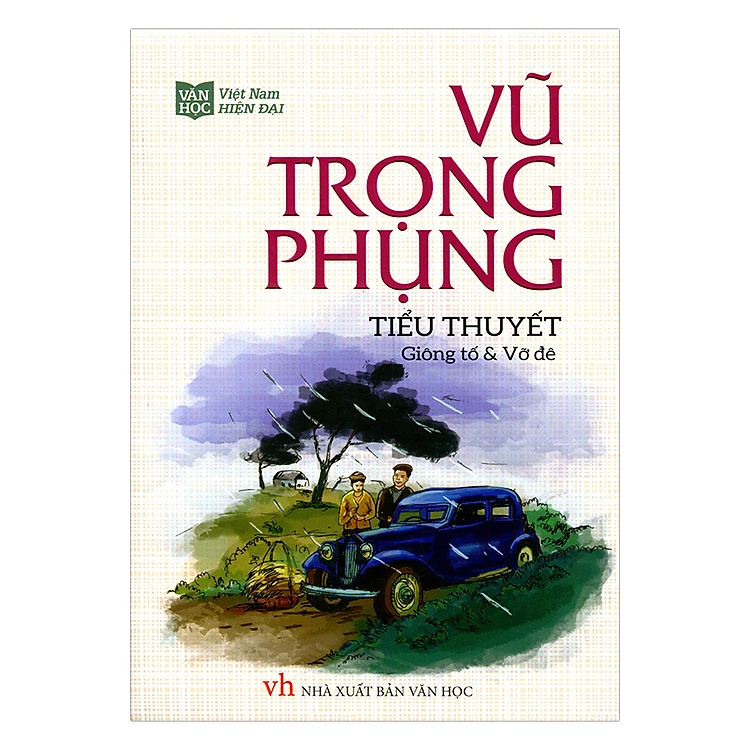 VĂN HỌC
Việt Nam
HIỆN ĐẠI
VŨ
TRỌNG
PHỤNG
TIỂU THUYẾT
Giông tố & Vỡ đê
vh NHÀ XUẤT BẢN VĂN HỌC